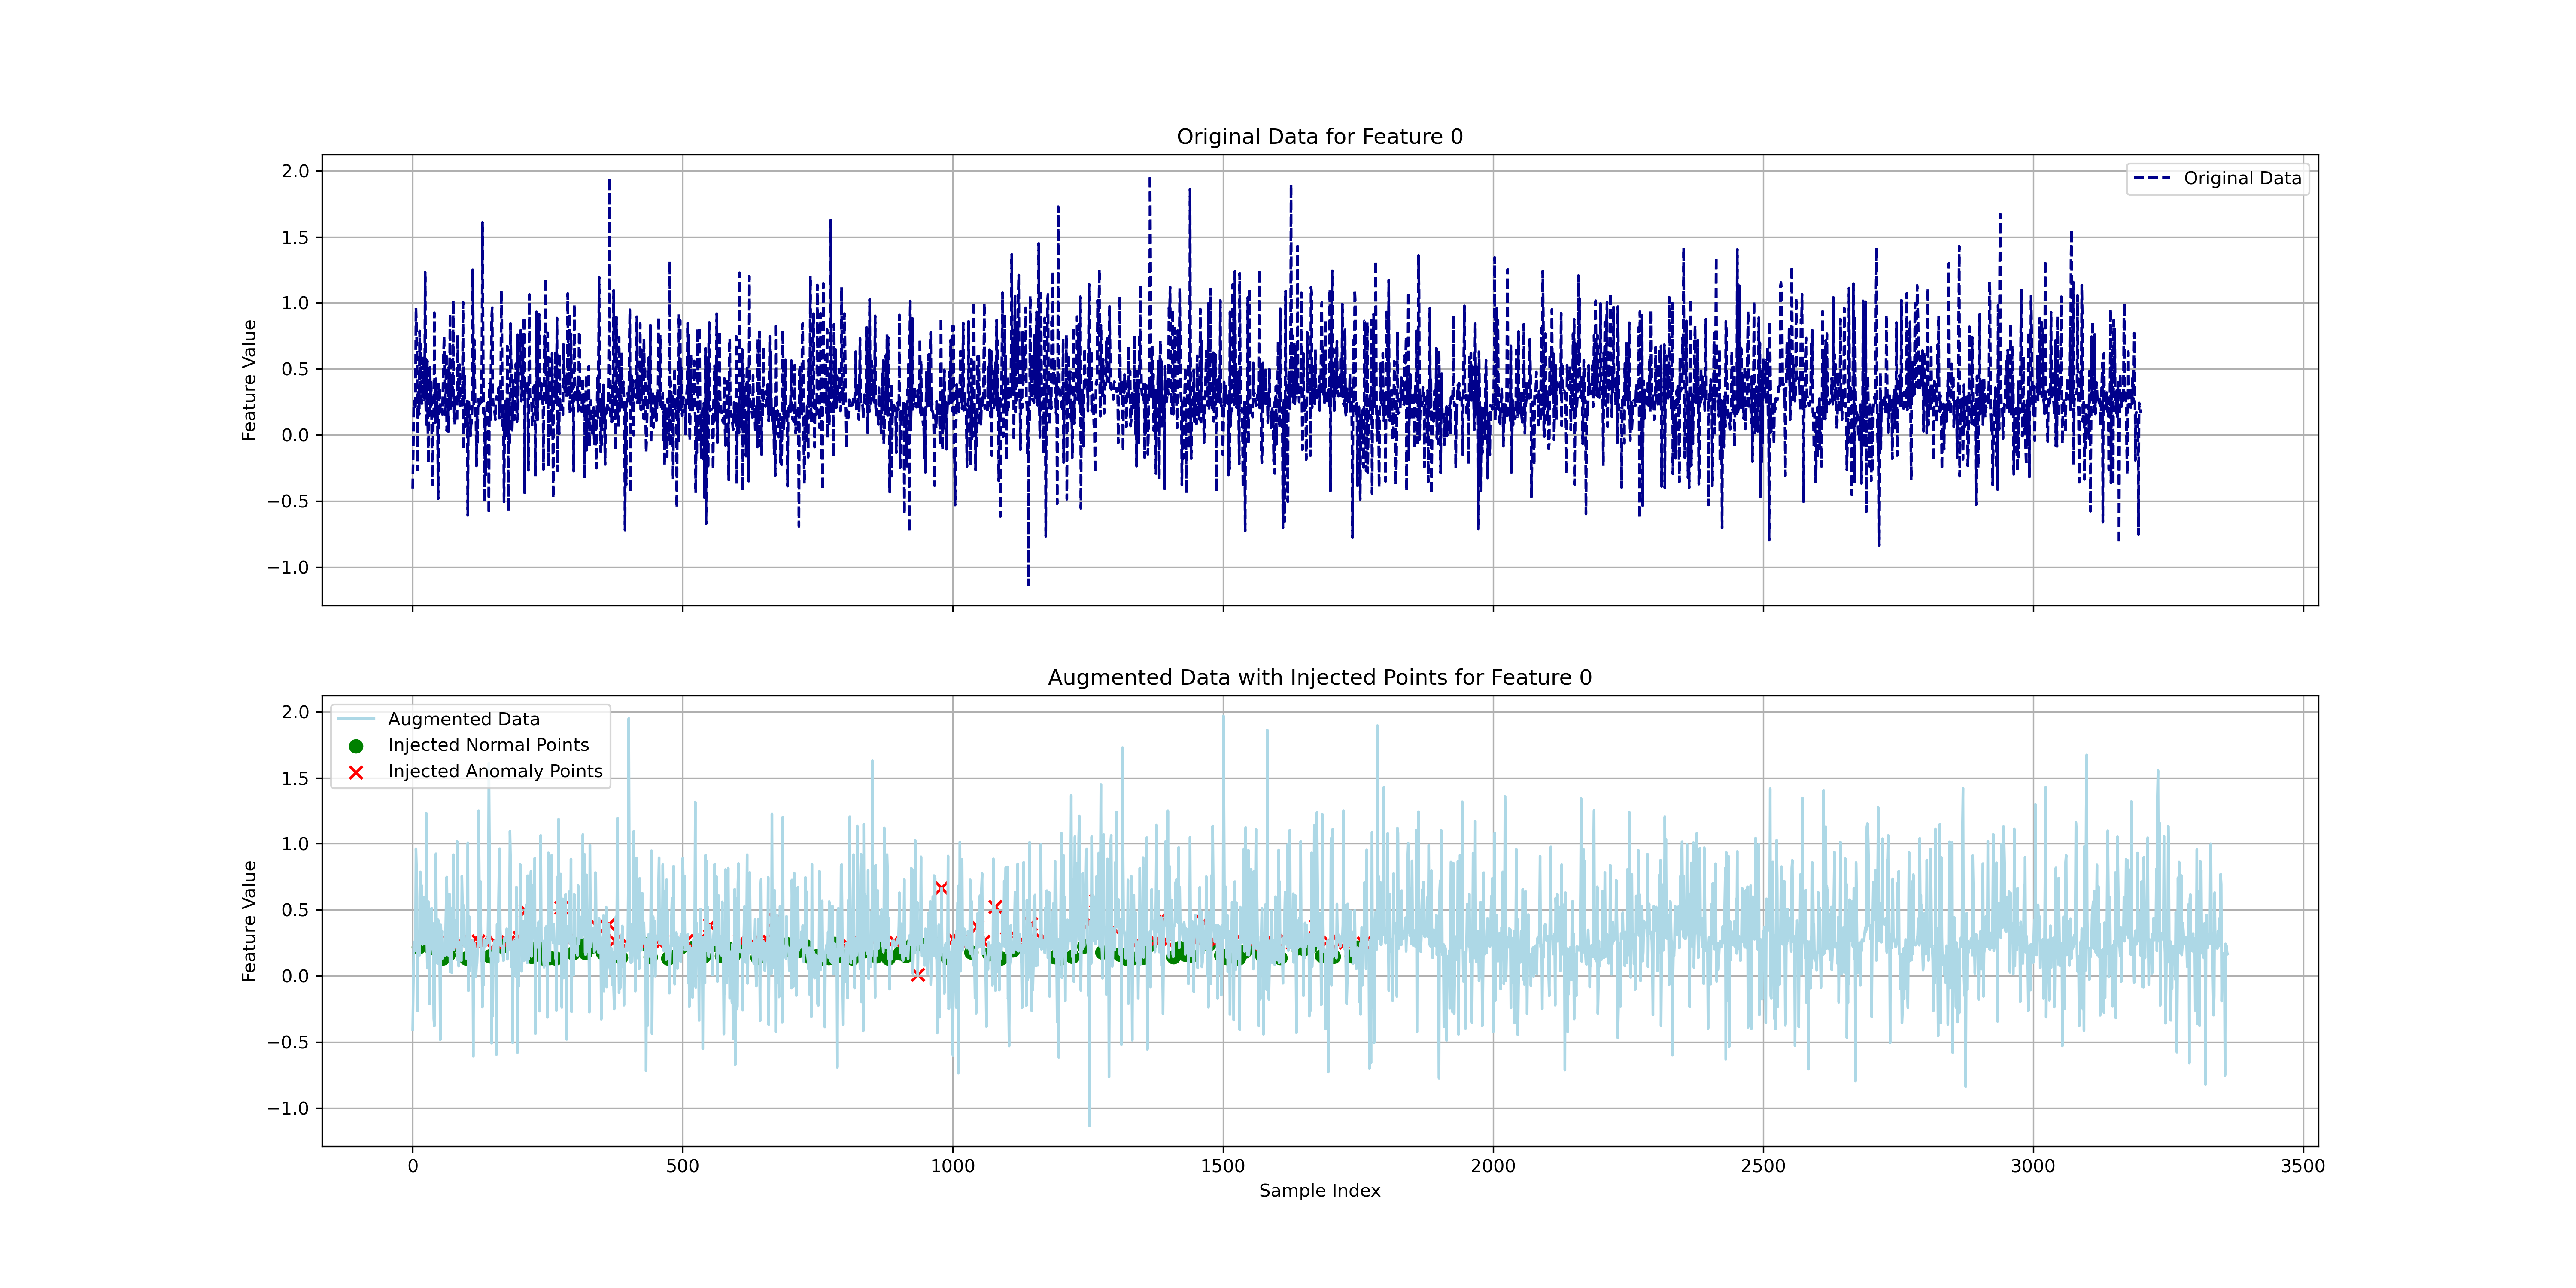 Original Data for Feature 0
2.0
1.5
1.0
0.5
0.0
−0.5
−1.0
Feature Value
Original Data
Augmented Data with Injected Points for Feature 0
2.0
1.5
1.0
0.5
0.0
−0.5
−1.0
Feature Value
Augmented Data
Injected Normal Points
Injected Anomaly Points
0 500 1000 1500 2000 2500 3000 3500
Sample Index